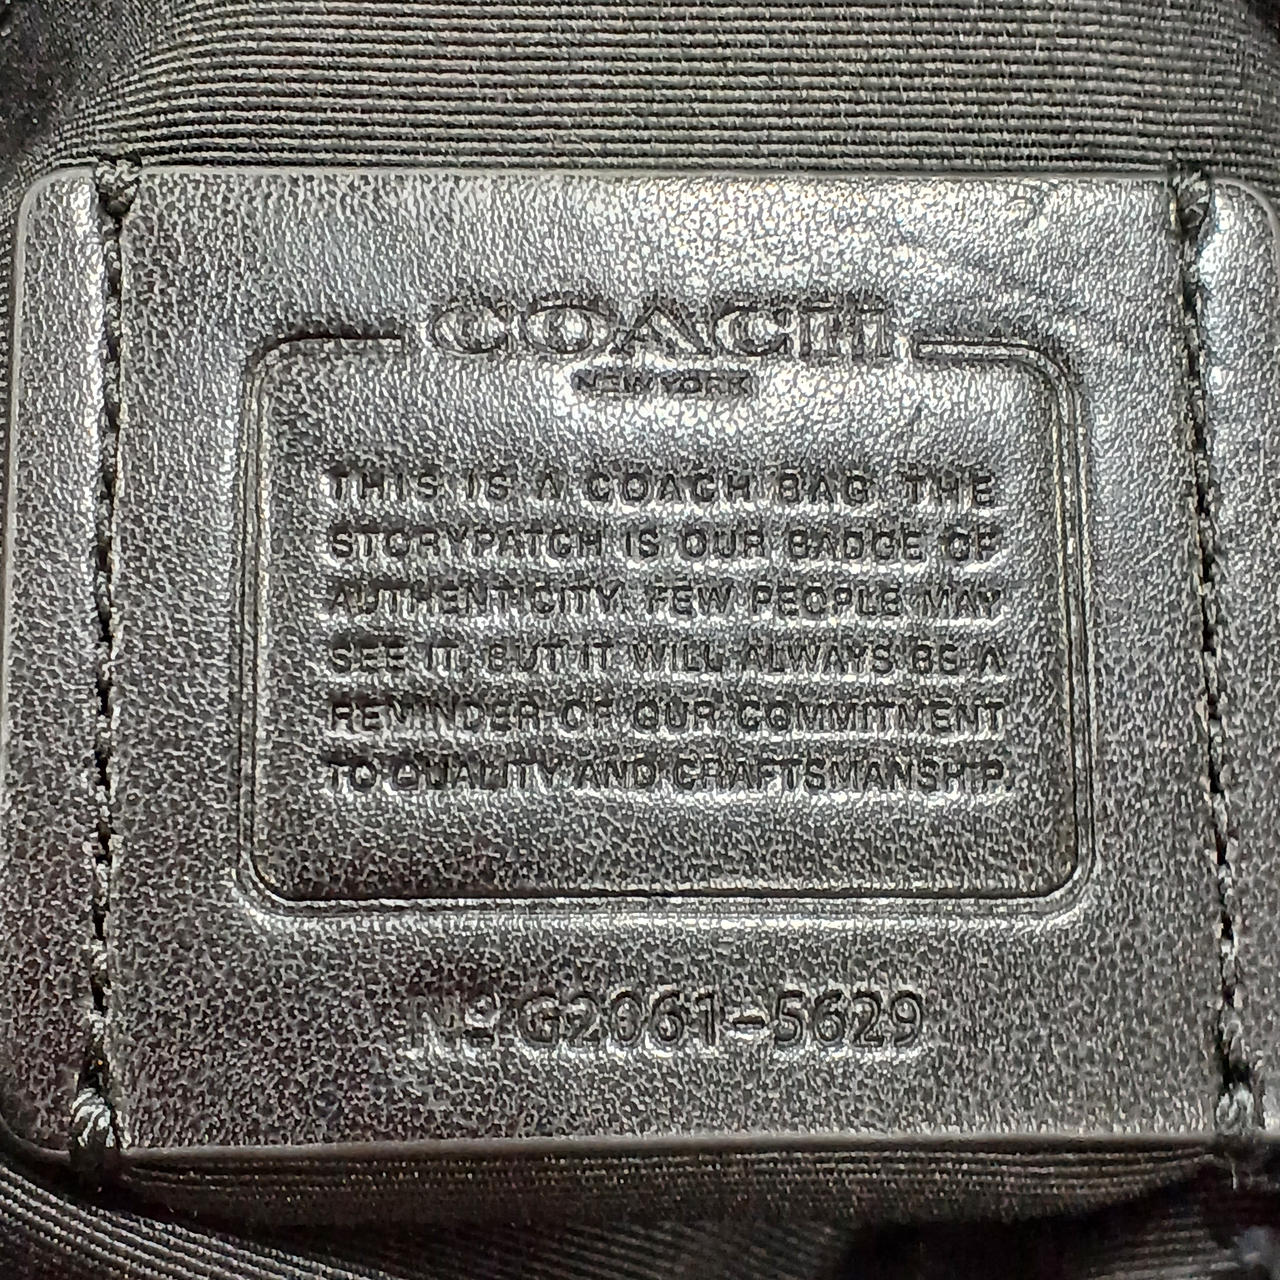 COACH
NEW YORK
THIS IS A COACH BAG. THE
STORYPATCH IS OUR BADGE OF
AUTHENTICITY. FEW PEOPLE MAY
SEE IT, BUT IT WILL ALWAYS BE A
REMINDER OF OUR COMMITMENT
TO QUALITY AND CRAFTSMANSHIP.
Nº G2061-5629